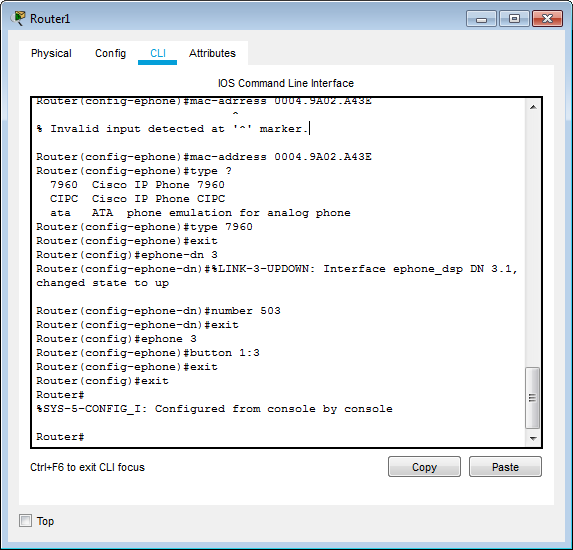 Router1
Physical Config CLI Attributes
IOS Command Line Interface
Router(config-ephone)#mac-adrress 0004.9A02.A43E
^
% Invalid input detected at '^' marker.
Router(config-ephone)#mac-address 0004.9A02.A43E
Router(config-ephone)#type ?
7960 Cisco IP Phone 7960
CIPC Cisco IP Phone CIPC
ata ATA phone emulation for analog phone
Router(config-ephone)#type 7960
Router(config-ephone)#exit
Router(config)#ephone-dn 3
Router(config-ephone-dn)#%LINK-3-UPDOWN: Interface ephone_dsp DN 3.1,
changed state to up
Router(config-ephone-dn)#number 503
Router(config-ephone-dn)#exit
Router(config)#ephone 3
Router(config-ephone)#button 1:3
Router(config-ephone)#exit
Router(config)#exit
Router#
%SYS-5-CONFIG_I: Configured from console by console
Router#
Ctrl+F6 to exit CLI focus
Copy
Paste
Top